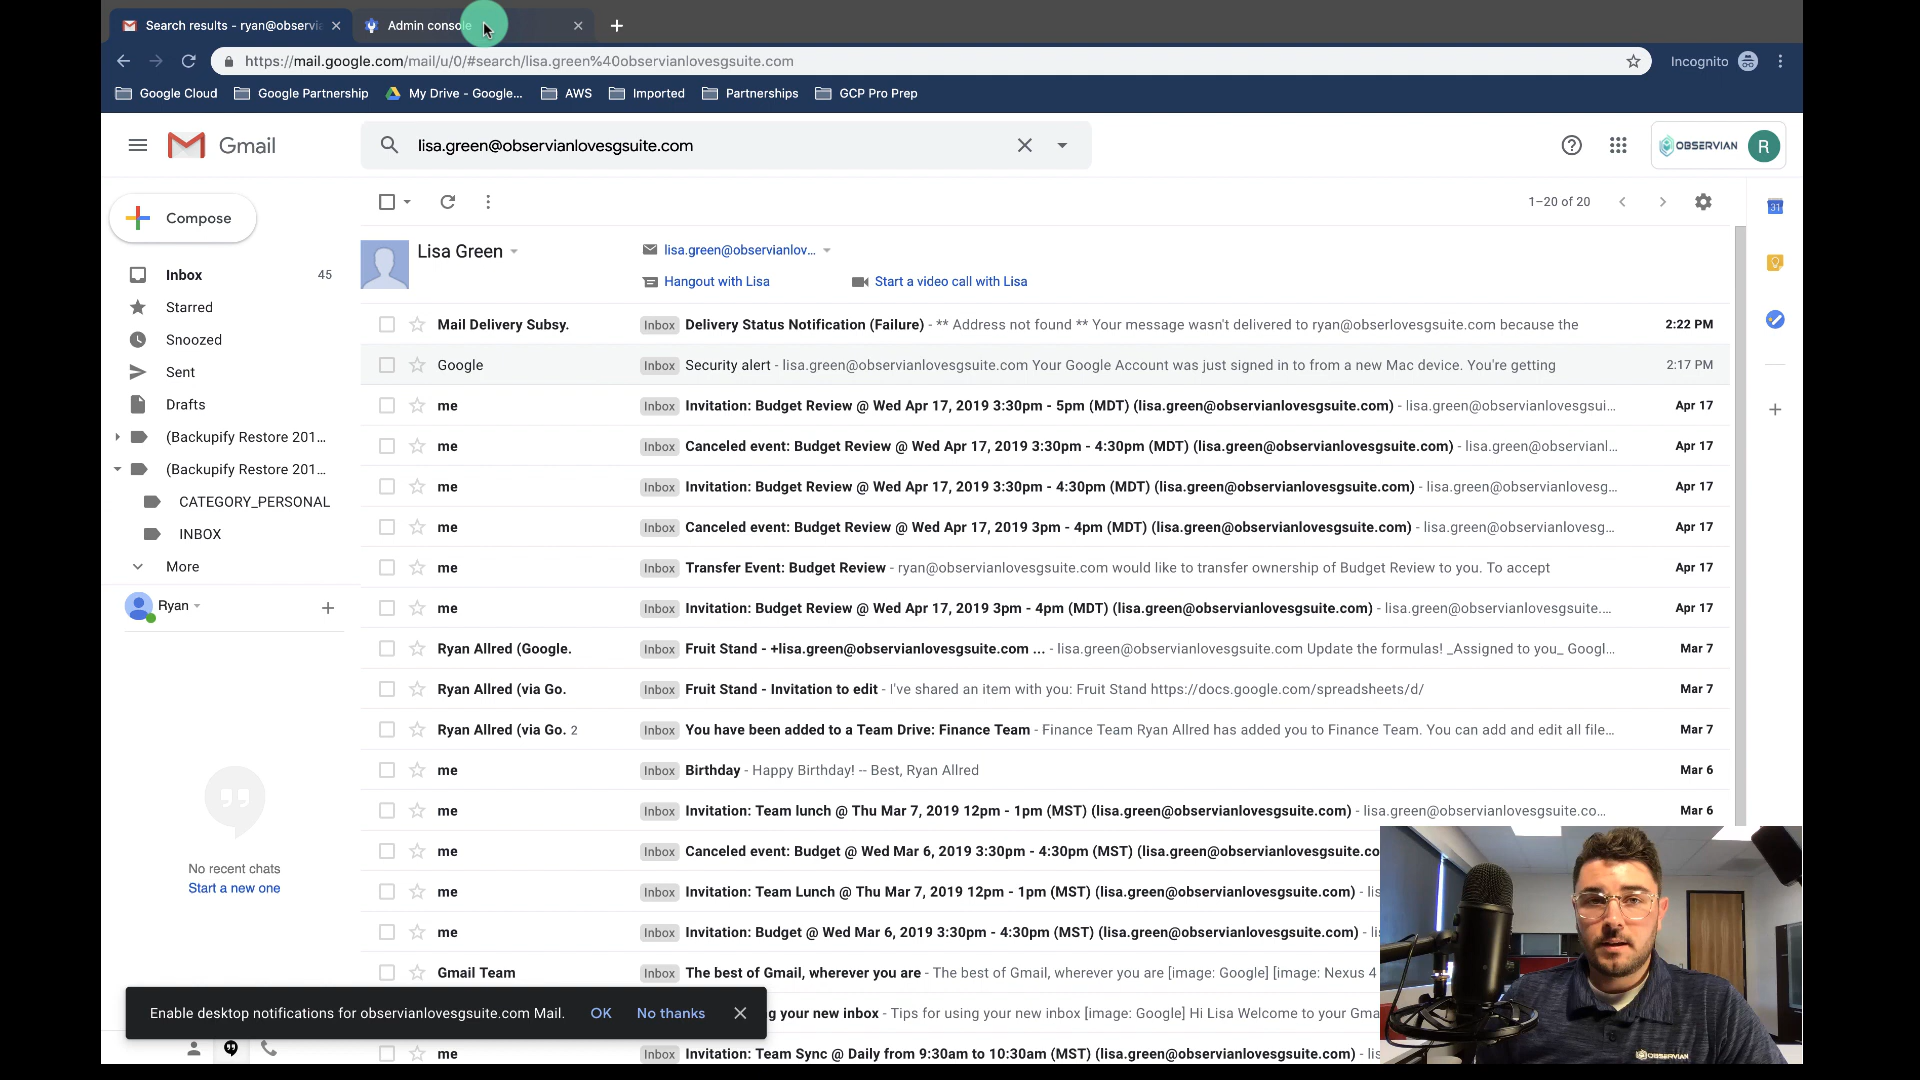 Search results - ryan@observi
Admin console
https://mail.google.com/mail/u/0/#search/lisa.green%40observianlovesgsuite.com
Incognito
Google Cloud
Google Partnership
My Drive - Google...
AWS
Imported
Partnerships
GCP Pro Prep
Gmail
lisa.green@observianlovesgsuite.com
OBSERVIAN
R
Compose
1–20 of 20
31
Lisa Green
lisa.green@observianlov...
Hangout with Lisa
Start a video call with Lisa
Inbox 45
Starred
Snoozed
Sent
Drafts
(Backupify Restore 201...
(Backupify Restore 201...
CATEGORY_PERSONAL
INBOX
More
Ryan
No recent chats
Start a new one
Mail Delivery Subsy. Inbox Delivery Status Notification (Failure) - ** Address not found ** Your message wasn't delivered to ryan@obserlovesgsuite.com because the 2:22 PM
Google Inbox Security alert - lisa.green@observianlovesgsuite.com Your Google Account was just signed in to from a new Mac device. You're getting 2:17 PM
me Inbox Invitation: Budget Review @ Wed Apr 17, 2019 3:30pm - 5pm (MDT) (lisa.green@observianlovesgsuite.com) - lisa.green@observianlovesgsui... Apr 17
me Inbox Canceled event: Budget Review @ Wed Apr 17, 2019 3:30pm - 4:30pm (MDT) (lisa.green@observianlovesgsuite.com) - lisa.green@observianl... Apr 17
me Inbox Invitation: Budget Review @ Wed Apr 17, 2019 3:30pm - 4:30pm (MDT) (lisa.green@observianlovesgsuite.com) - lisa.green@observianlovesg... Apr 17
me Inbox Canceled event: Budget Review @ Wed Apr 17, 2019 3pm - 4pm (MDT) (lisa.green@observianlovesgsuite.com) - lisa.green@observianlovesg... Apr 17
me Inbox Transfer Event: Budget Review - ryan@observianlovesgsuite.com would like to transfer ownership of Budget Review to you. To accept Apr 17
me Inbox Invitation: Budget Review @ Wed Apr 17, 2019 3pm - 4pm (MDT) (lisa.green@observianlovesgsuite.com) - lisa.green@observianlovesgsuite.... Apr 17
Ryan Allred (Google. Inbox Fruit Stand - +lisa.green@observianlovesgsuite.com ... - lisa.green@observianlovesgsuite.com Update the formulas! _Assigned to you_ Googl... Mar 7
Ryan Allred (via Go. Inbox Fruit Stand - Invitation to edit - I've shared an item with you: Fruit Stand https://docs.google.com/spreadsheets/d/ Mar 7
Ryan Allred (via Go. 2 Inbox You have been added to a Team Drive: Finance Team - Finance Team Ryan Allred has added you to Finance Team. You can add and edit all file... Mar 7
me Inbox Birthday - Happy Birthday! -- Best, Ryan Allred Mar 6
me Inbox Invitation: Team lunch @ Thu Mar 7, 2019 12pm - 1pm (MST) (lisa.green@observianlovesgsuite.com) - lisa.green@observianlovesgsuite.co... Mar 6
me Inbox Canceled event: Budget @ Wed Mar 6, 2019 3:30pm - 4:30pm (MST) (lisa.green@observianlovesgsuite.co
me Inbox Invitation: Team Lunch @ Thu Mar 7, 2019 12pm - 1pm (MST) (lisa.green@observianlovesgsuite.com) - li
me Inbox Invitation: Budget @ Wed Mar 6, 2019 3:30pm - 4:30pm (MST) (lisa.green@observianlovesgsuite.com) - li
Gmail Team Inbox The best of Gmail, wherever you are - The best of Gmail, wherever you are [image: Google] [image: Nexus 4
g your new inbox - Tips for using your new inbox [image: Google] Hi Lisa Welcome to your Gma
me Inbox Invitation: Team Sync @ Daily from 9:30am to 10:30am (MST) (lisa.green@observianlovesgsuite.com) - li
Enable desktop notifications for observianlovesgsuite.com Mail. OK No thanks
OBSERVIAN